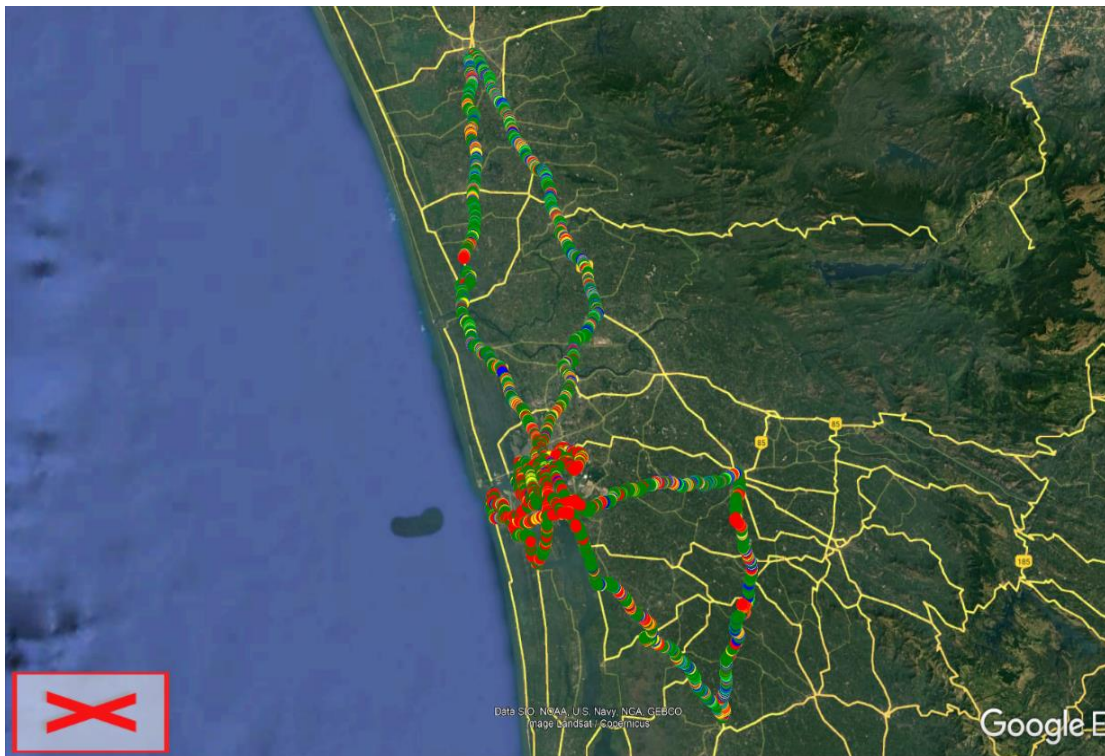 85
85
185
Data SIO, NOAA, U.S. Navy, NGA, GEBCO
Image Landsat / Copernicus
Google E